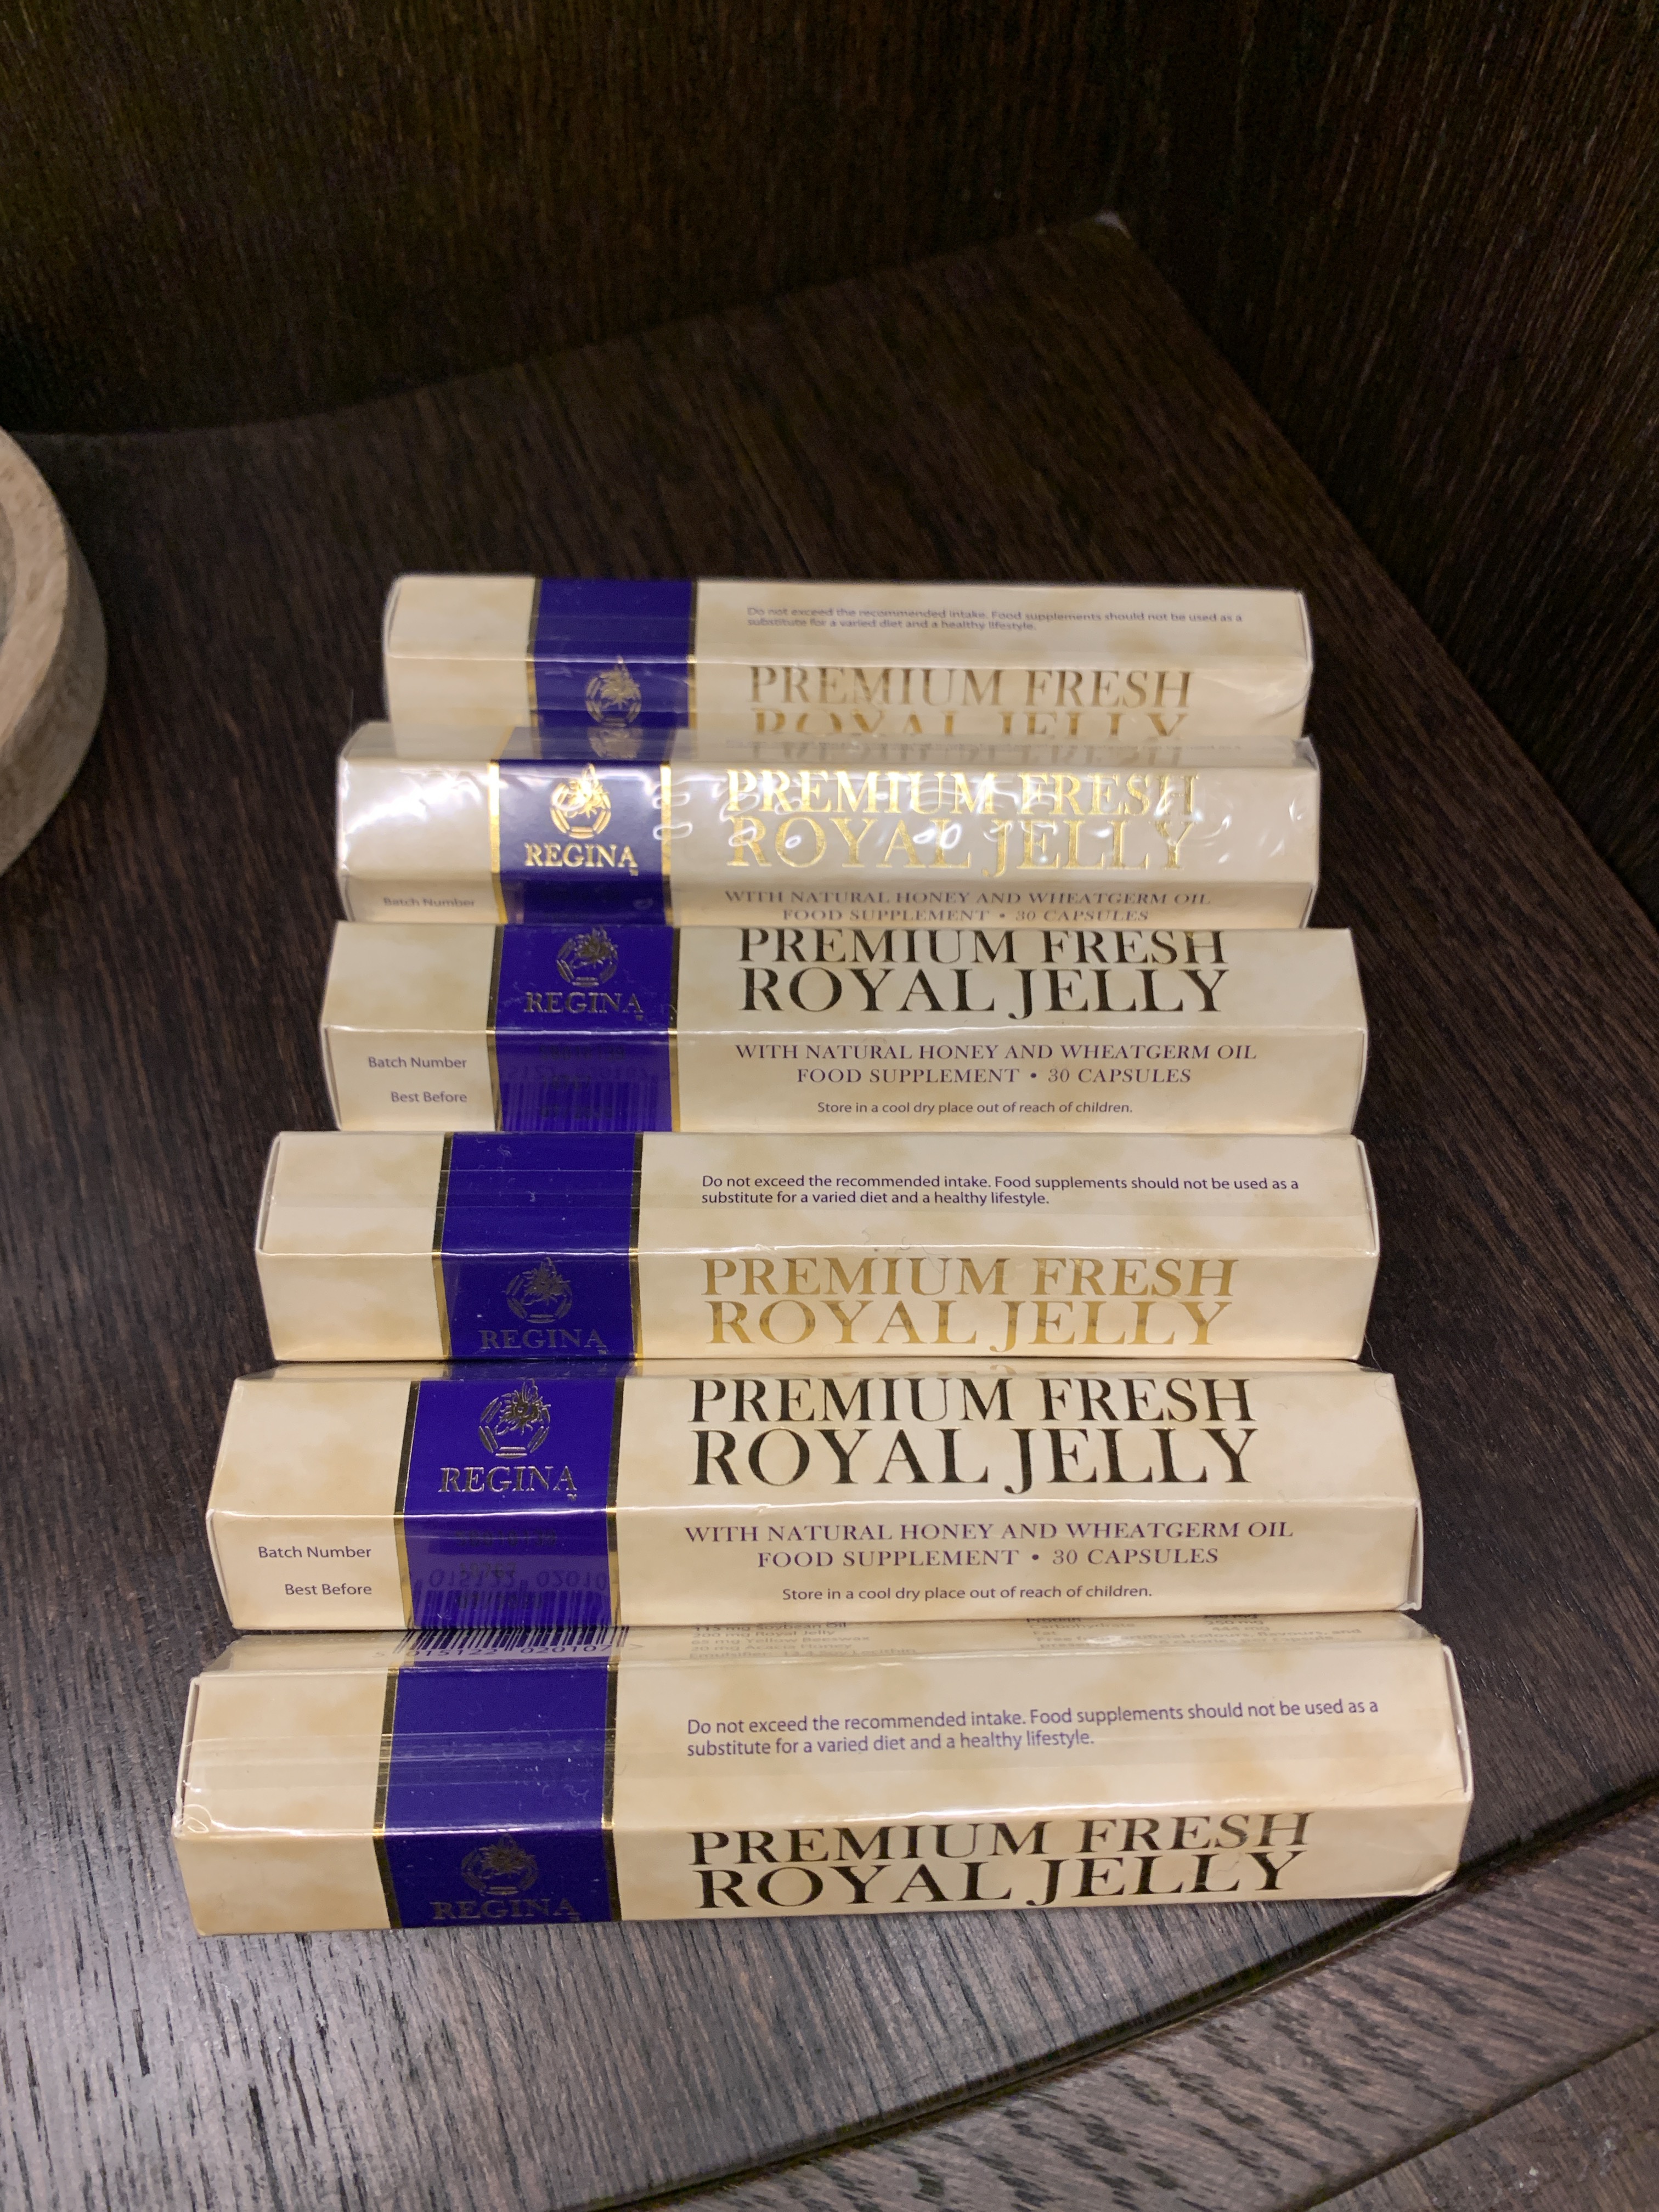 Do not exceed the recommended intake. Food supplements should not be used as a
substitute for a varied diet and a healthy lifestyle.
PREMIUM FRESH
ROYAL JELLY
REGINA
PREMIUM FRESH
ROYAL JELLY
Batch Number
WITH NATURAL HONEY AND WHEATGERM OIL
FOOD SUPPLEMENT • 30 CAPSULES
REGINA
PREMIUM FRESH
ROYAL JELLY
Batch Number
Best Before
WITH NATURAL HONEY AND WHEATGERM OIL
FOOD SUPPLEMENT • 30 CAPSULES
Store in a cool dry place out of reach of children.
Do not exceed the recommended intake. Food supplements should not be used as a
substitute for a varied diet and a healthy lifestyle.
REGINA
PREMIUM FRESH
ROYAL JELLY
REGINA
PREMIUM FRESH
ROYAL JELLY
Batch Number
Best Before
WITH NATURAL HONEY AND WHEATGERM OIL
FOOD SUPPLEMENT • 30 CAPSULES
Store in a cool dry place out of reach of children.
Protein
Carbohydrate
Fat
Do not exceed the recommended intake. Food supplements should not be used as a
substitute for a varied diet and a healthy lifestyle.
REGINA
PREMIUM FRESH
ROYAL JELLY